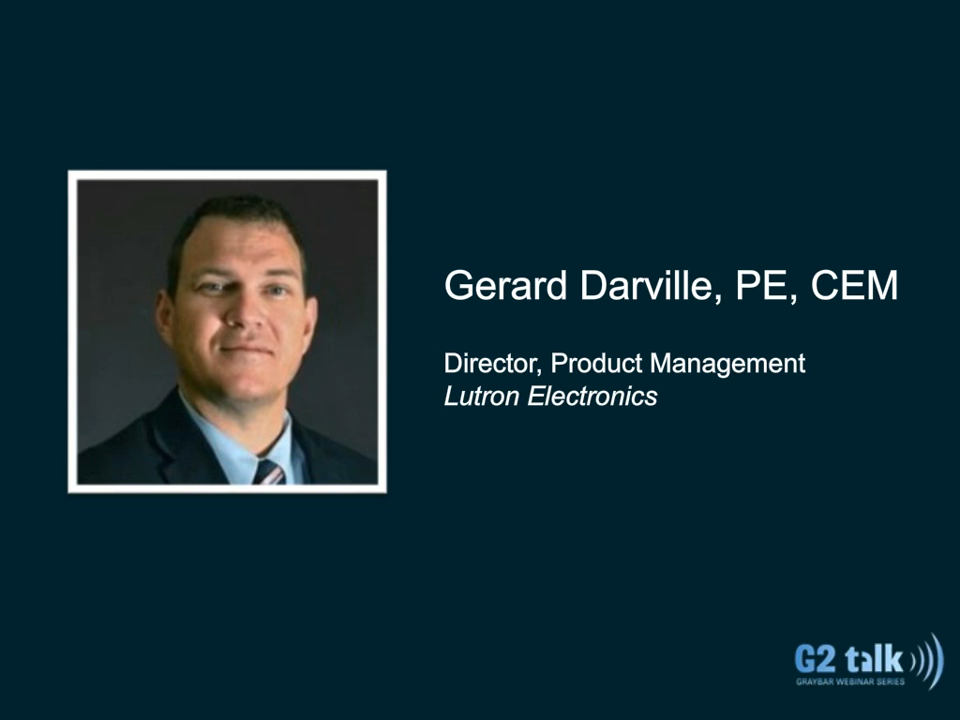 Gerard Darville, PE, CEM
Director, Product Management
Lutron Electronics
G2 talk
GRAYBAR WEBINAR SERIES